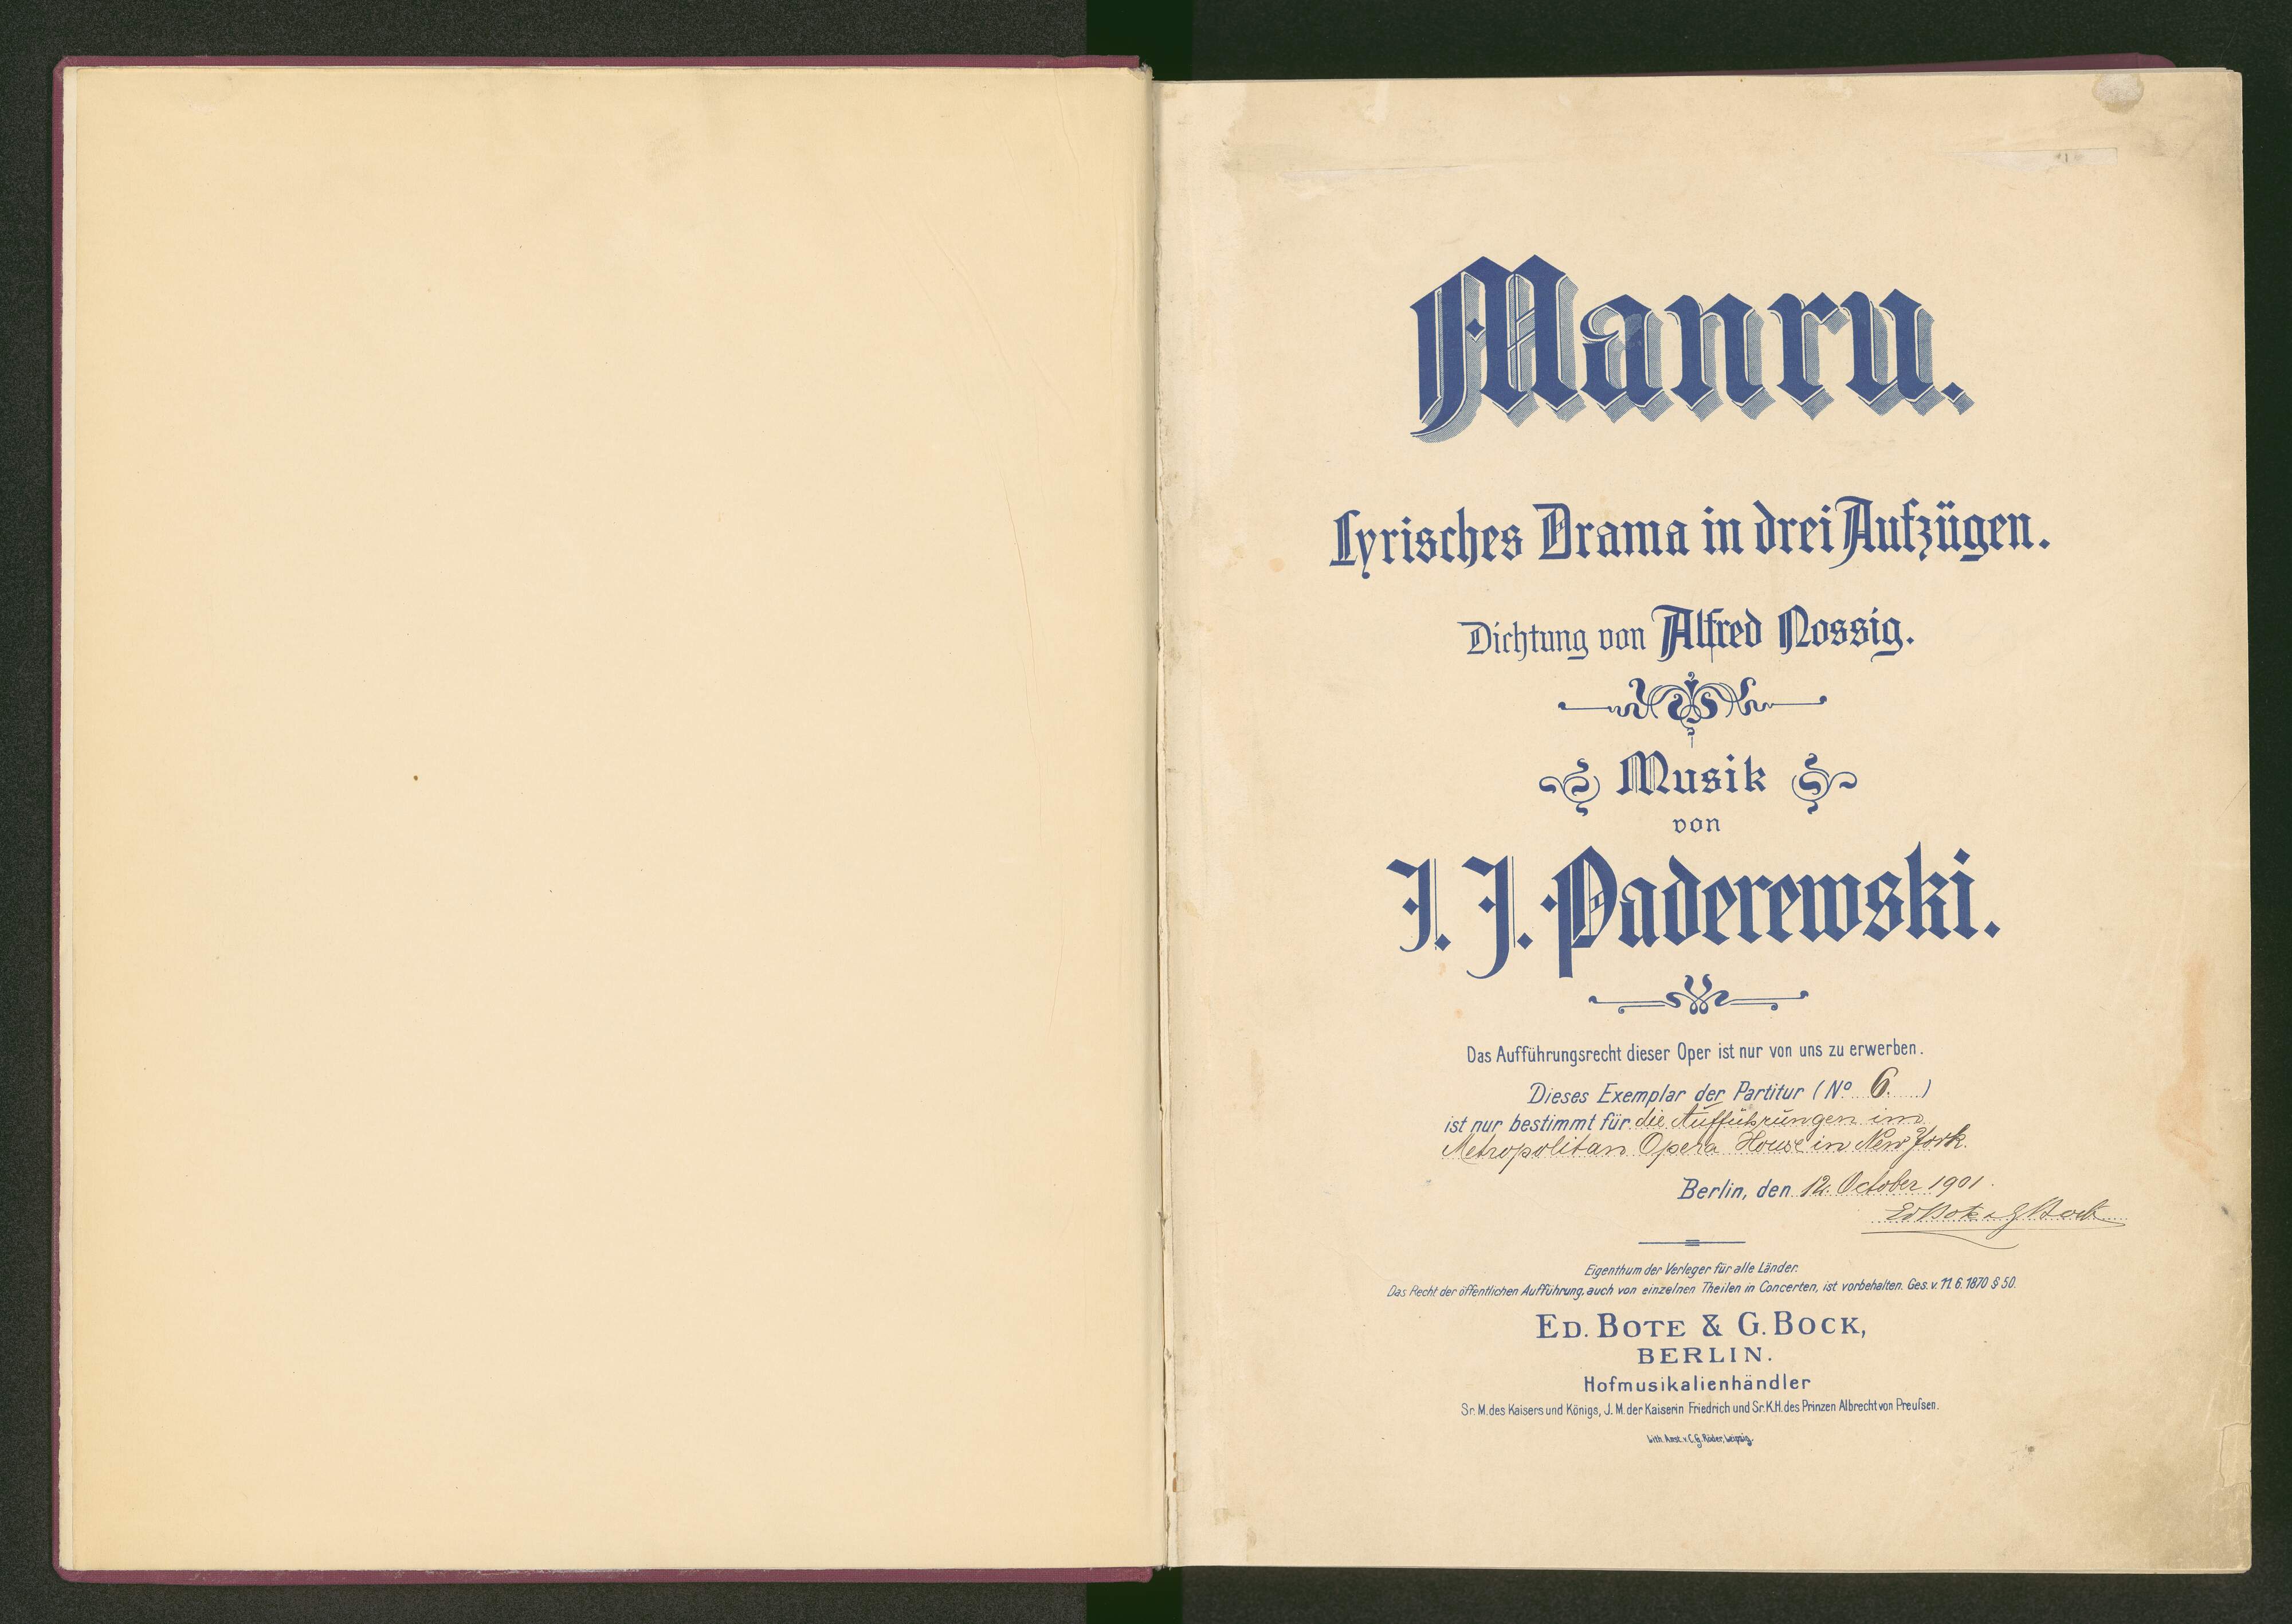 Manru.
Lyrisches Drama in drei Aufzügen.
Dichtung von Alfred Nossig.
Musik
von
J. J. Paderewski.
Das Aufführungsrecht dieser Oper ist nur von uns zu erwerben.
Dieses Exemplar der Partitur (No 6.)
ist nur bestimmt für die Aufführungen im
Metropolitan Opera House in New York.
Berlin, den 12. October 1901.
Ed Bote & G Bock
Eigenthum der Verleger für alle Länder.
Das Recht der öffentlichen Aufführung, auch von einzelnen Theilen in Concerten, ist vorbehalten. Ges. v. 11. 6. 1870 § 50.
ED. BOTE & G. BOCK,
BERLIN.
Hofmusikalienhändler
Sr. M. des Kaisers und Königs, J. M. der Kaiserin Friedrich und Sr. K.H. des Prinzen Albrecht von Preuſsen.
Lith. Anst. v. C. G. Röder, Leipzig.